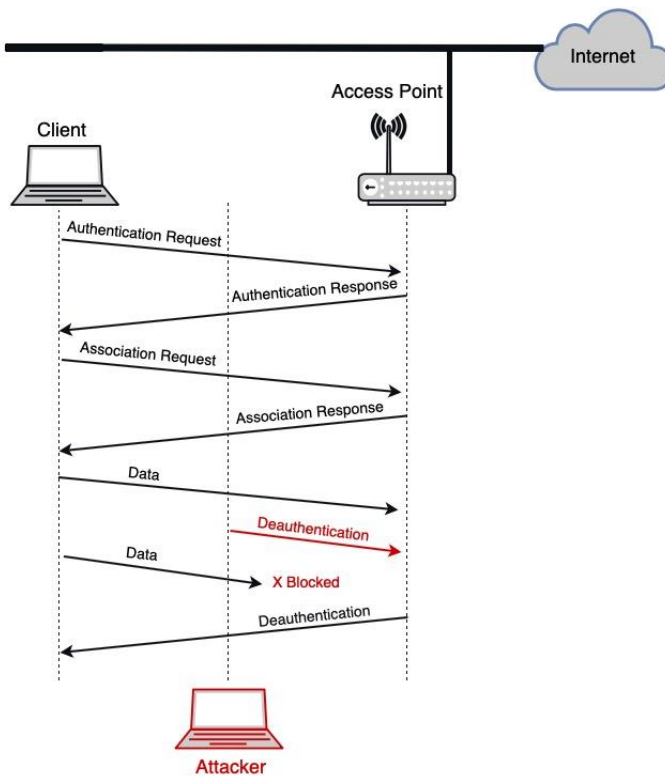 Internet
Access Point
Client
Authentication Request
Authentication Response
Association Request
Association Response
Data
Deauthentication
Data
X Blocked
Deauthentication
Attacker